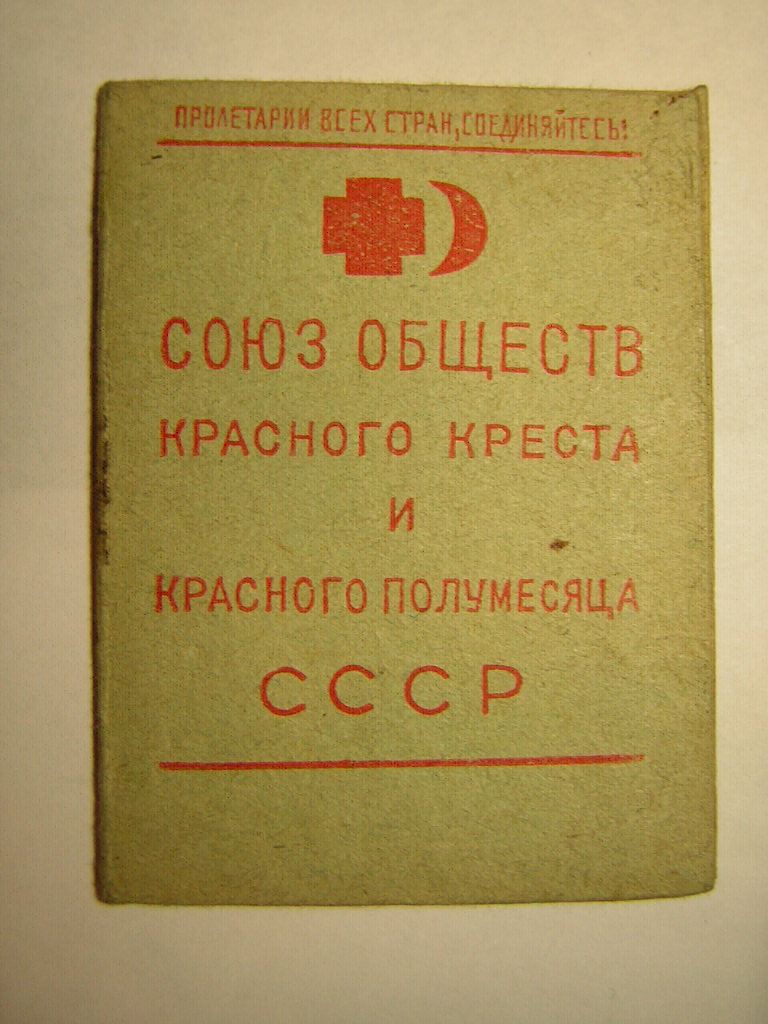 ПРОЛЕТАРИИ ВСЕХ СТРАН, СОЕДИНЯЙТЕСЬ!
СОЮЗ ОБЩЕСТВ
КРАСНОГО КРЕСТА
И
КРАСНОГО ПОЛУМЕСЯЦА
СССР